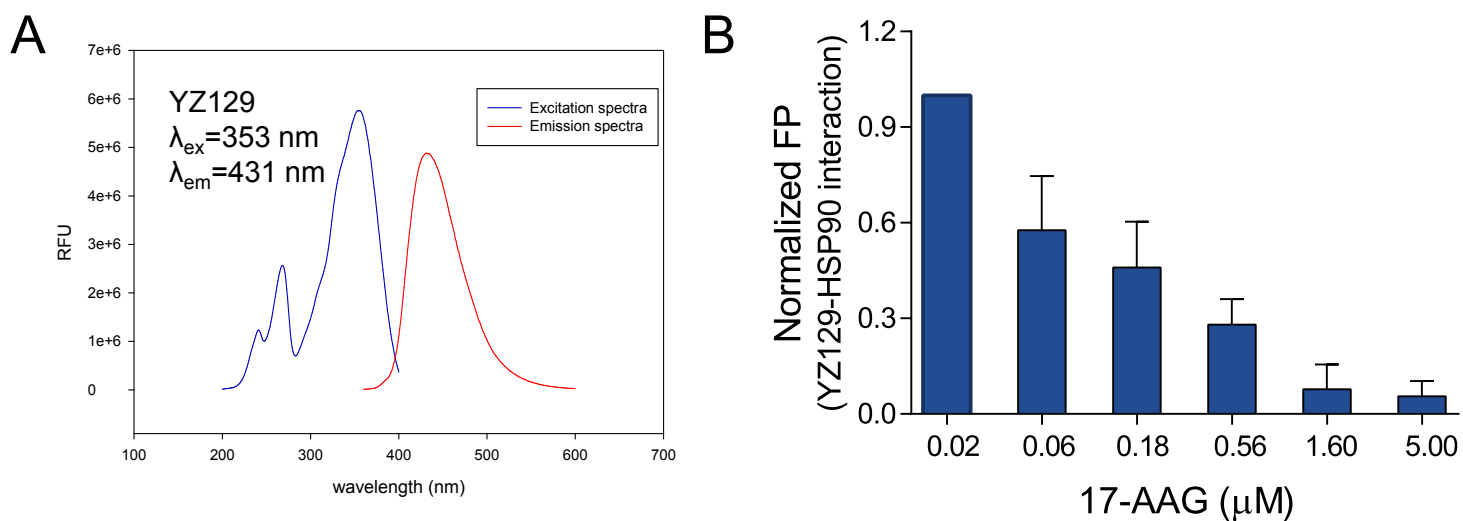 A
7e+6
6e+6
5e+6
4e+6
3e+6
2e+6
1e+6
0
RFU
YZ129
λex=353 nm
λem=431 nm
Excitation spectra
Emission spectra
100 200 300 400 500 600 700
wavelength (nm)
B
Normalized FP
(YZ129-HSP90 interaction)
1.2
0.9
0.6
0.3
0.0
0.02 0.06 0.18 0.56 1.60 5.00
17-AAG (μM)